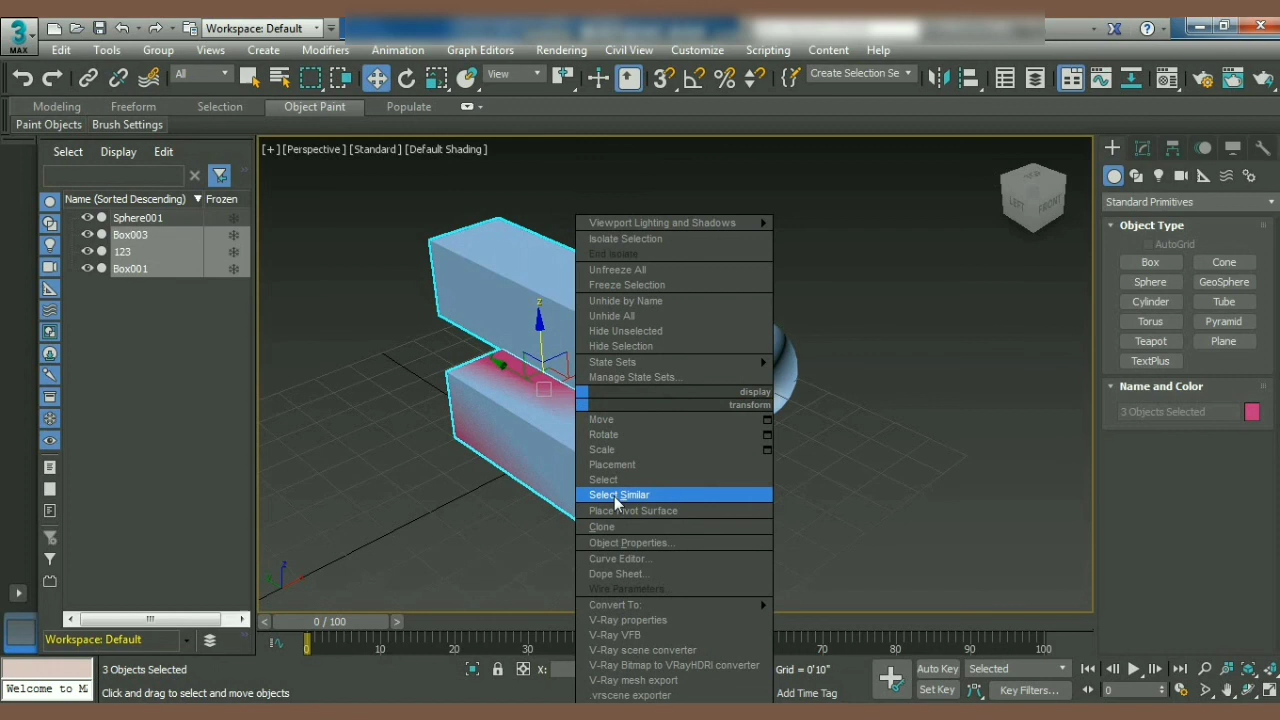 3
MAX
Workspace: Default
Edit Tools Group Views Create Modifiers Animation Graph Editors Rendering Civil View Customize Scripting Content Help
All View Create Selection Se
Modeling Freeform Selection Object Paint Populate
Paint Objects Brush Settings
Select Display Edit
Name (Sorted Descending) Frozen
Sphere001
Box003
123
Box001
Workspace: Default
[+] [Perspective] [Standard] [Default Shading]
LEFT FRONT
z
z
Viewport Lighting and Shadows
Isolate Selection
End Isolate
Unfreeze All
Freeze Selection
Unhide by Name
Unhide All
Hide Unselected
Hide Selection
State Sets
Manage State Sets...
display
transform
Move
Rotate
Scale
Placement
Select
Select Similar
Place Pivot Surface
Clone
Object Properties...
Curve Editor...
Dope Sheet...
Wire Parameters...
Convert To:
V-Ray properties
V-Ray VFB
V-Ray scene converter
V-Ray Bitmap to VRayHDRI converter
V-Ray mesh export
.vrscene exporter
Standard Primitives
Object Type
AutoGrid
Box Cone
Sphere GeoSphere
Cylinder Tube
Torus Pyramid
Teapot Plane
TextPlus
Name and Color
3 Objects Selected
0 / 100
0 10 20 30 80 90 100
3 Objects Selected X: Grid = 0'10" Auto Key Selected
Welcome to M Click and drag to select and move objects Add Time Tag Set Key Key Filters... 0